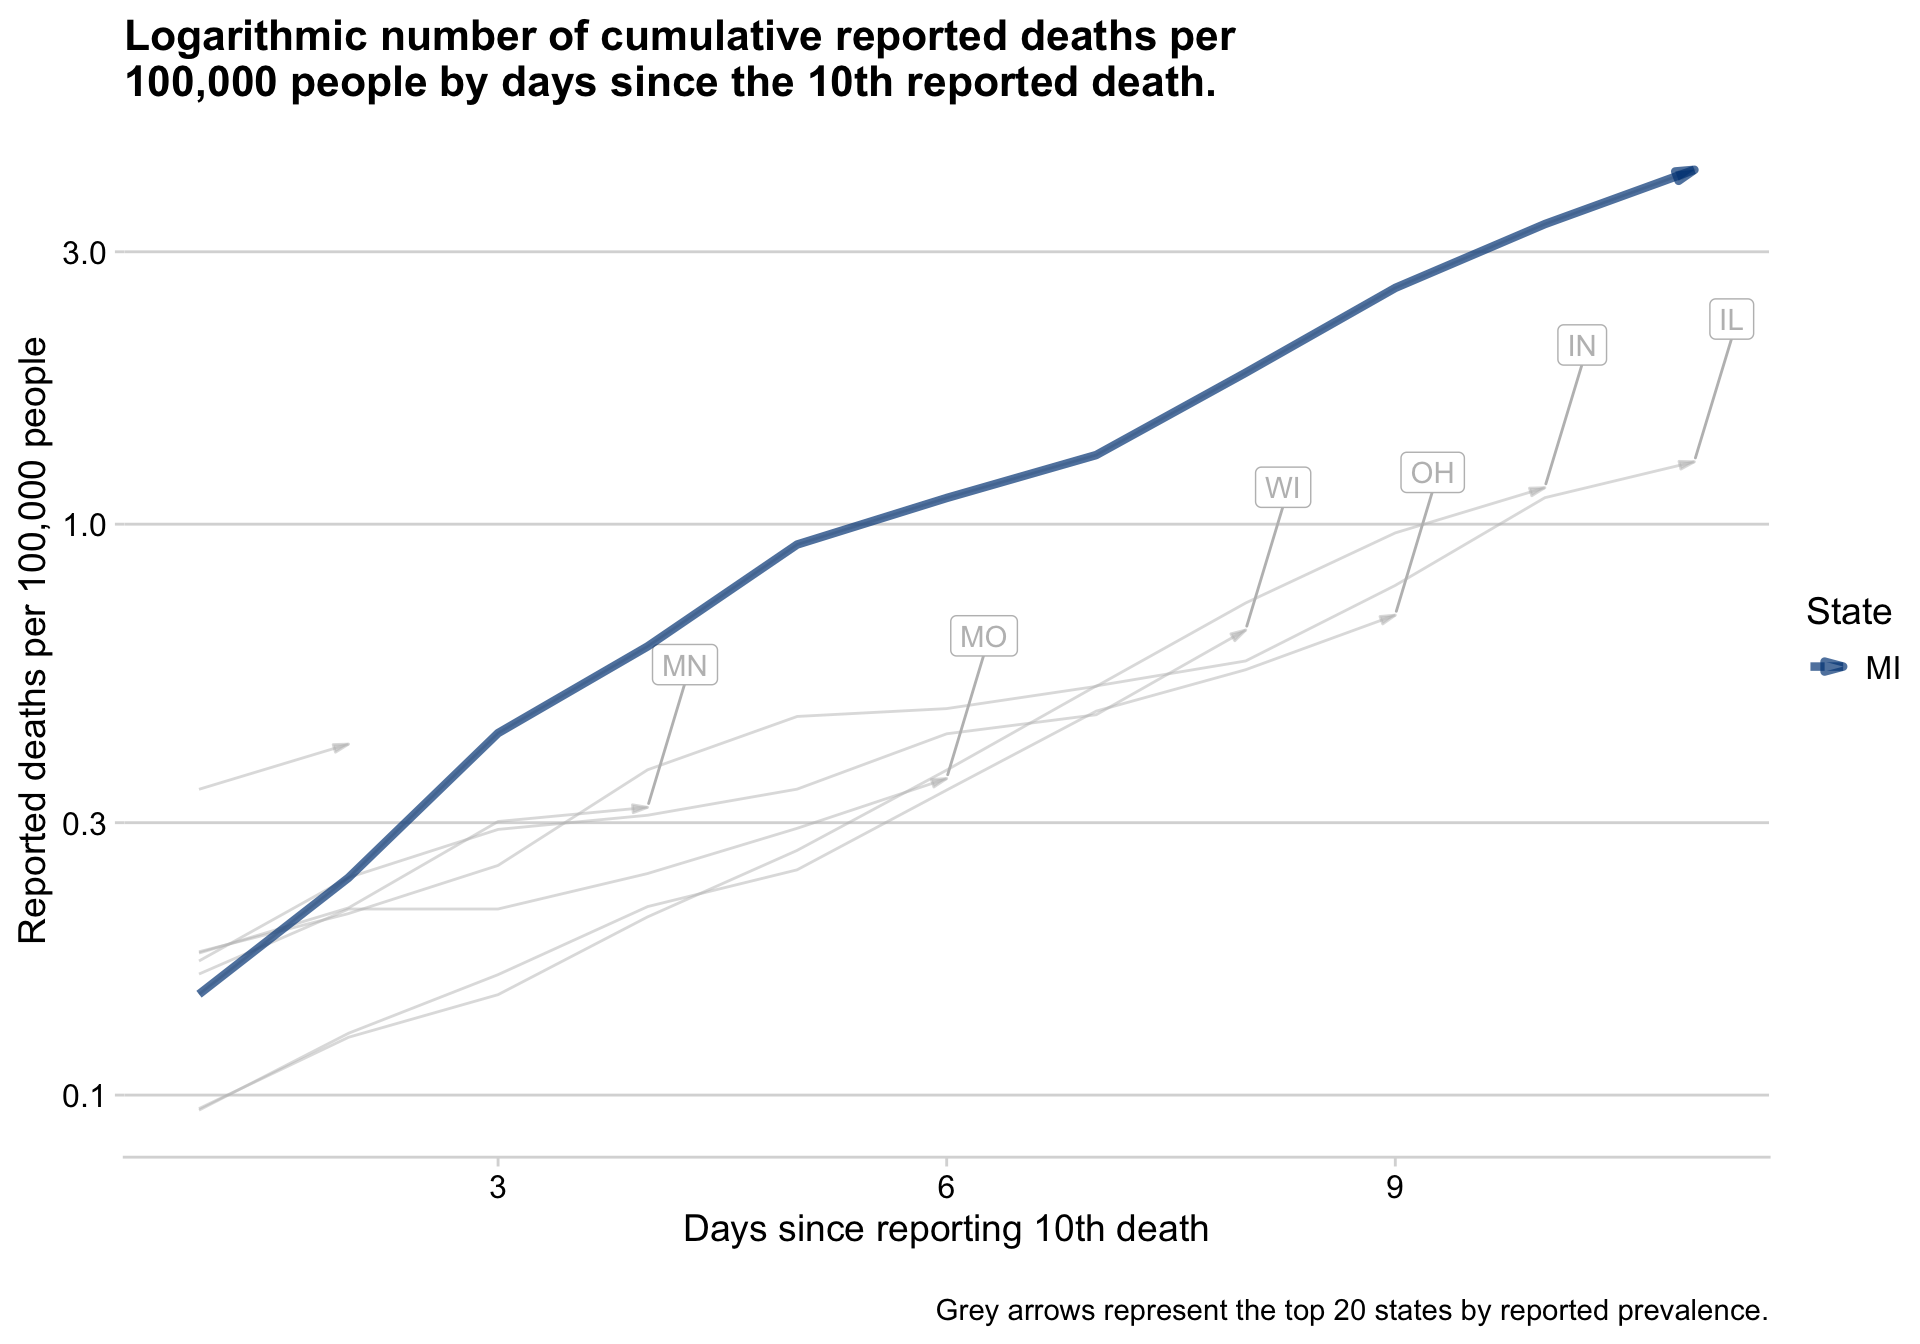 Logarithmic number of cumulative reported deaths per
100,000 people by days since the 10th reported death.
Reported deaths per 100,000 people
3.0
1.0
0.3
0.1
MN
MO
WI
OH
IN
IL
State
MI
3
6
9
Days since reporting 10th death
Grey arrows represent the top 20 states by reported prevalence.